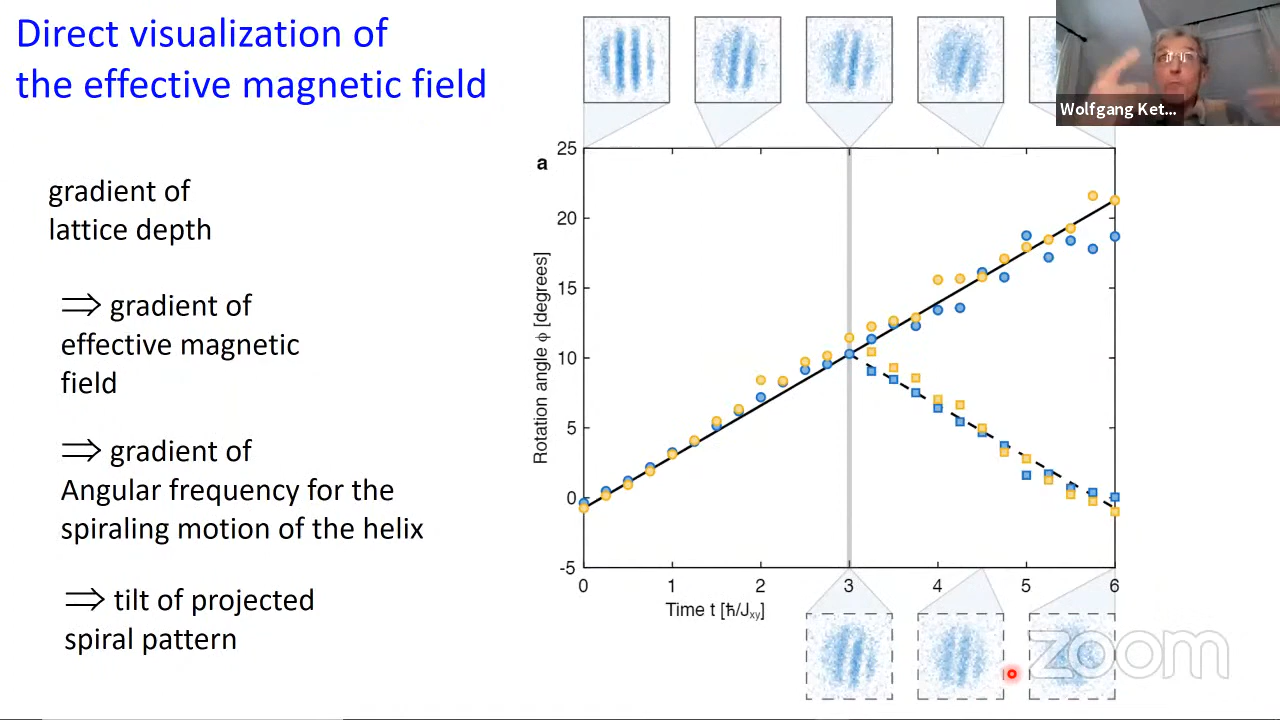 Direct visualization of
the effective magnetic field
Wolfgang Ket...
gradient of
lattice depth
⟹ gradient of
effective magnetic
field
⟹ gradient of
Angular frequency for the
spiraling motion of the helix
⟹ tilt of projected
spiral pattern
a
25
20
15
10
5
0
-5
Rotation angle ϕ [degrees]
0 1 2 3 4 5 6
Time t [ħ/Jxy]
zoom